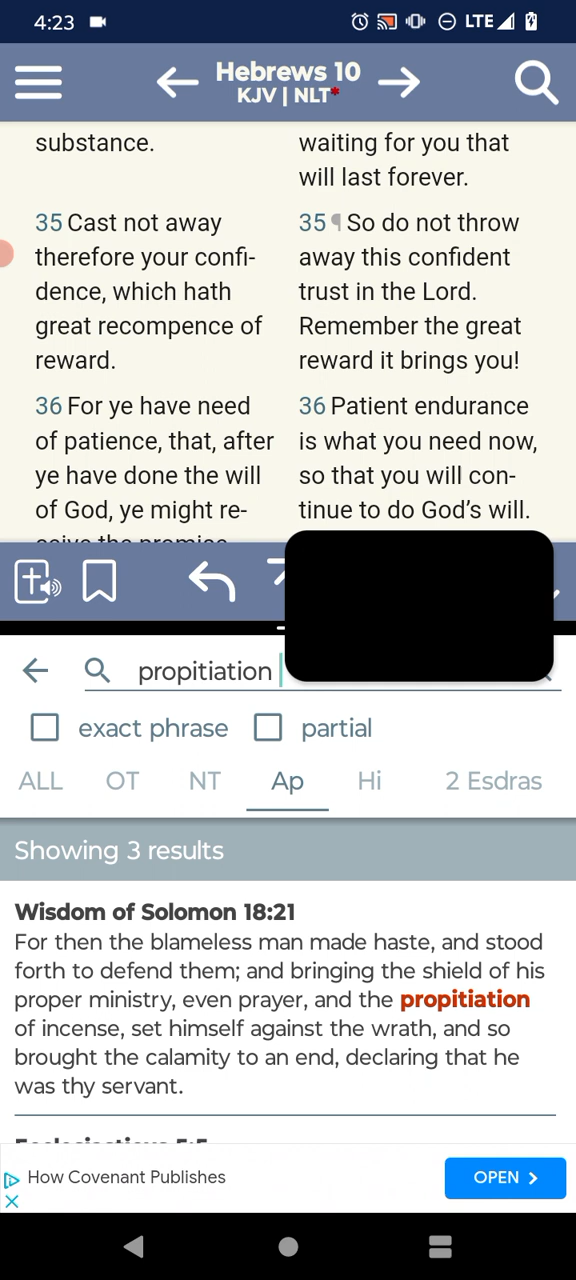 4:23
LTE
Hebrews 10
KJV | NLT*
substance.
35 Cast not away
therefore your confi-
dence, which hath
great recompence of
reward.
36 For ye have need
of patience, that, after
ye have done the will
of God, ye might re-
ceive the promise
waiting for you that
will last forever.
35 ¶ So do not throw
away this confident
trust in the Lord.
Remember the great
reward it brings you!
36 Patient endurance
is what you need now,
so that you will con-
tinue to do God’s will.
propitiation
exact phrase
partial
ALL OT NT Ap Hi 2 Esdras
Showing 3 results
Wisdom of Solomon 18:21
For then the blameless man made haste, and stood
forth to defend them; and bringing the shield of his
proper ministry, even prayer, and the propitiation
of incense, set himself against the wrath, and so
brought the calamity to an end, declaring that he
was thy servant.
How Covenant Publishes
OPEN